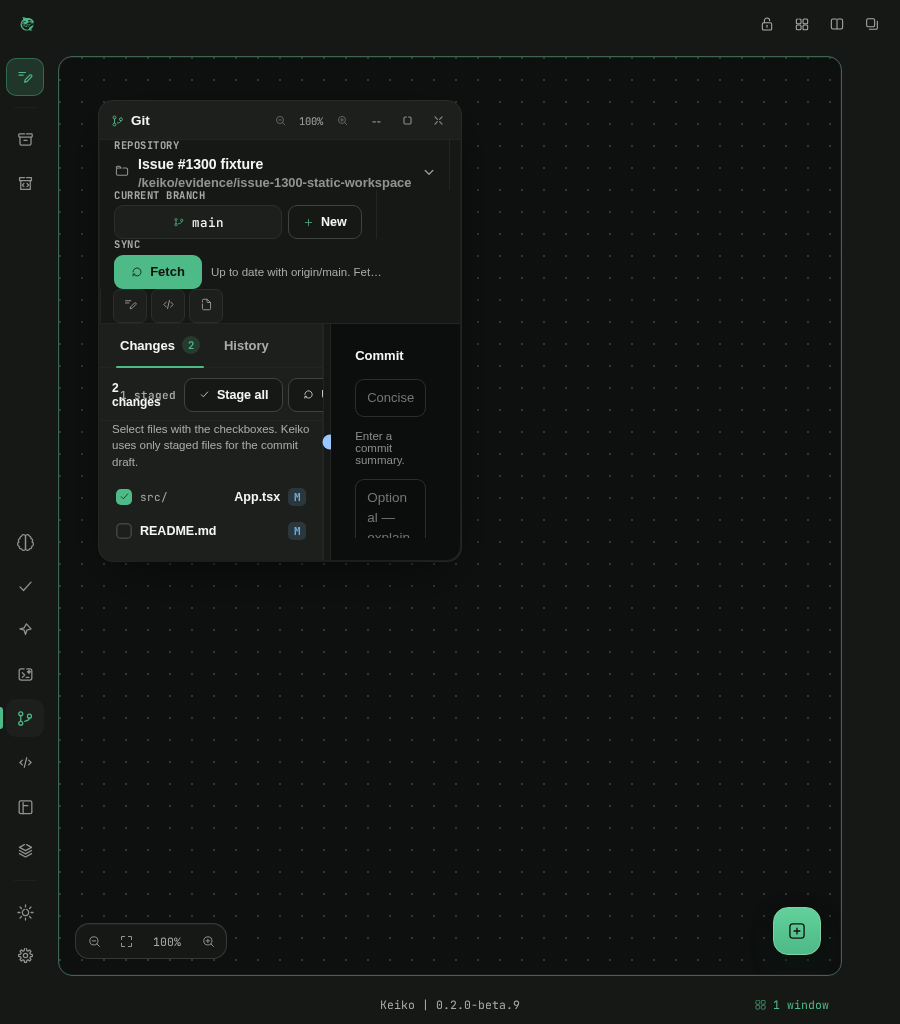 Git
100%
REPOSITORY
Issue #1300 fixture
/keiko/evidence/issue-1300-static-workspace
CURRENT BRANCH
main
New
SYNC
Fetch
Up to date with origin/main. Fet…
Changes 2
History
2 changes
1 staged
Stage all
Select files with the checkboxes. Keiko
uses only staged files for the commit
draft.
src/
App.tsx
M
README.md
M
Commit
Concise
Enter a
commit
summary.
Option
al —
explain
100%
Keiko | 0.2.0-beta.9
1 window